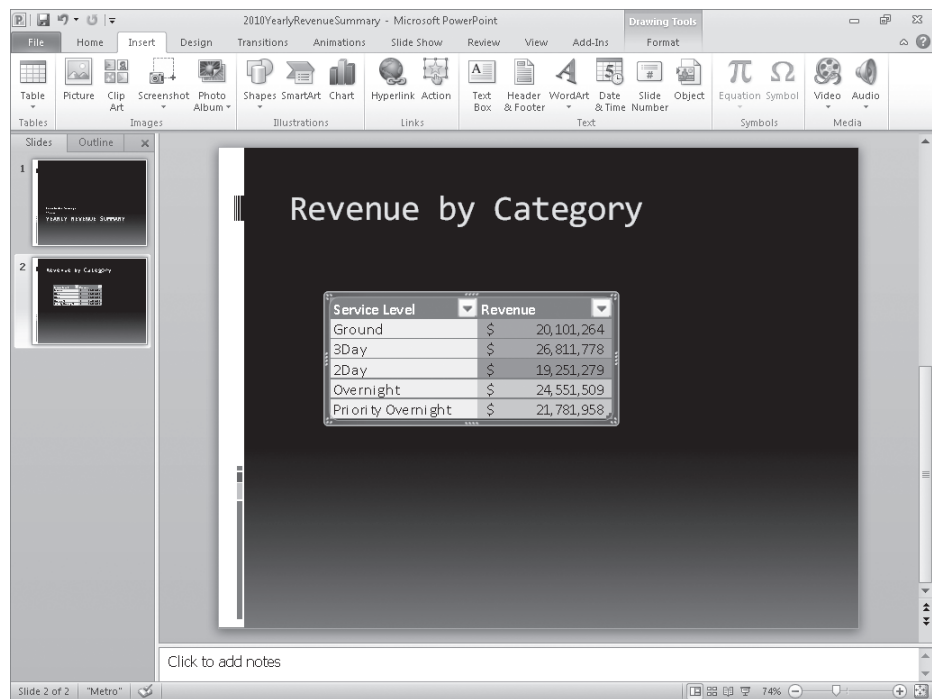 2010YearlyRevenueSummary - Microsoft PowerPoint
Drawing Tools
File Home Insert Design Transitions Animations Slide Show Review View Add-Ins Format
Table
Picture
Clip Art
Screenshot
Photo Album
Shapes
SmartArt
Chart
Hyperlink
Action
Text Box
Header & Footer
WordArt
Date & Time
Slide Number
Object
Equation
Symbol
Video
Audio
Tables Images Illustrations Links Text Symbols Media
Slides Outline
1
Yearly Revenue Summary
2
Revenue by Category
Revenue by Category
Service Level Revenue
Ground $ 20,101,264
3Day $ 26,811,778
2Day $ 19,251,279
Overnight $ 24,551,509
Priority Overnight $ 21,781,958
Click to add notes
Slide 2 of 2 "Metro" 74%